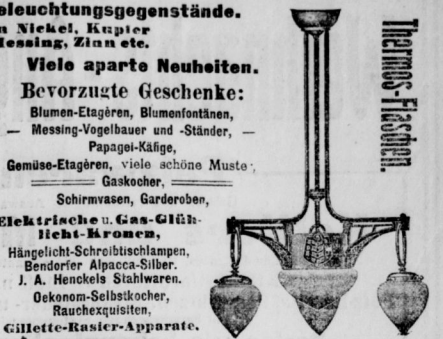 eleuchtungsgegenstände.
n Nickel, Kupfer
essing, Zinn etc.
Viele aparte Neuheiten.
Bevorzugte Geschenke:
Blumen-Etagèren, Blumenfontänen,
— Messing-Vogelbauer und -Ständer, —
Papagei-Käfige,
Gemüse-Etagèren, viele schöne Muster,
Gaskocher,
Schirmvasen, Garderoben,
Elektrische u. Gas-Glüh-
licht-Kronen,
Hängelicht-Schreibtischlampen,
Bendorfer Alpacca-Silber.
J. A. Henckels Stahlwaren.
Oekonom-Selbstkocher,
Rauchexquisiten,
Gillette-Rasier-Apparate.
Thermos-Flaschen.